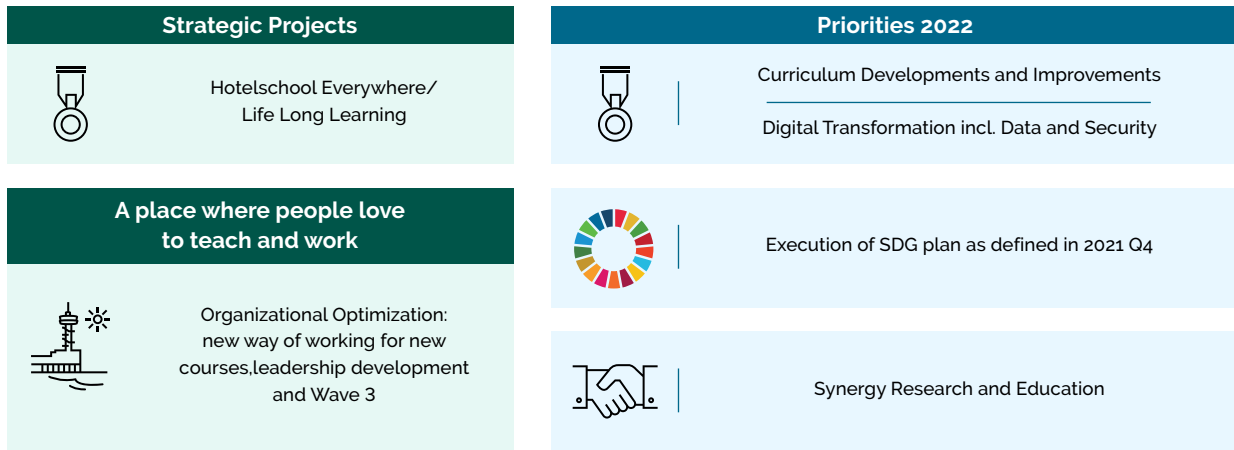 Strategic Projects
Hotelschool Everywhere/
Life Long Learning
A place where people love
to teach and work
Organizational Optimization:
new way of working for new
courses,leadership development
and Wave 3
Priorities 2022
Curriculum Developments and Improvements
Digital Transformation incl. Data and Security
Execution of SDG plan as defined in 2021 Q4
Synergy Research and Education